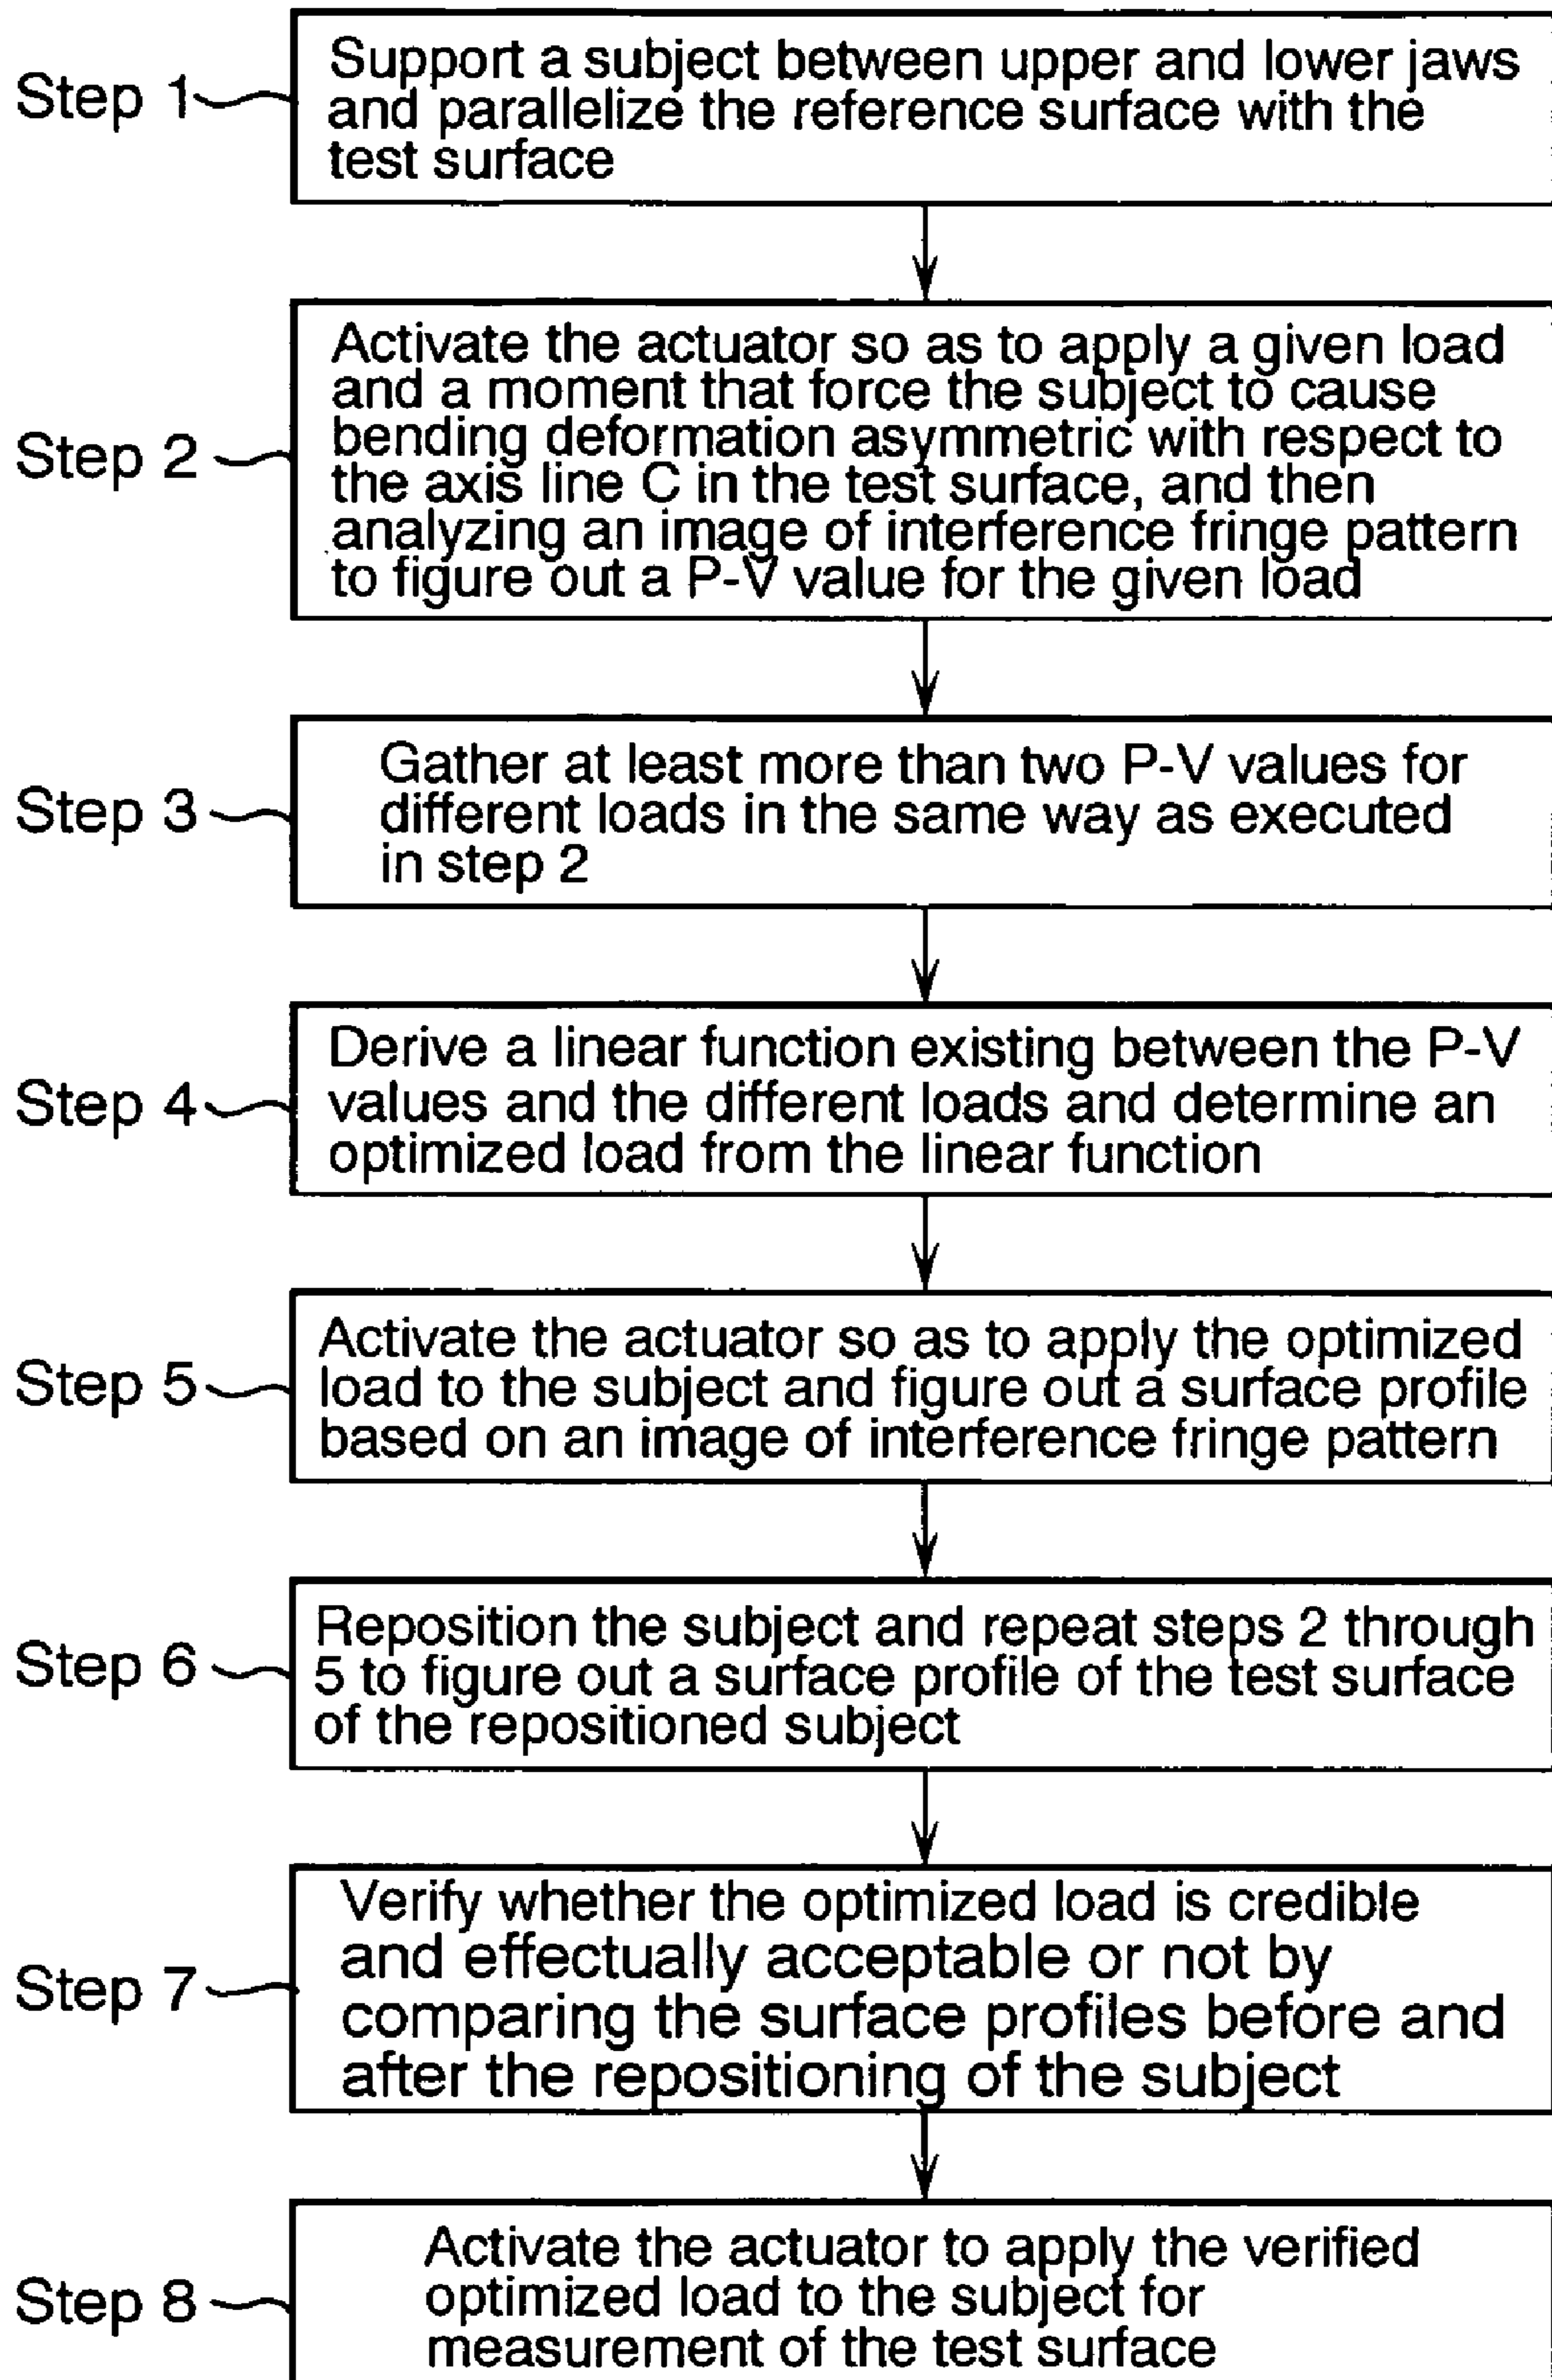 Step 1
Support a subject between upper and lower jaws
and parallelize the reference surface with the
test surface
Step 2
Activate the actuator so as to apply a given load
and a moment that force the subject to cause
bending deformation asymmetric with respect to
the axis line C in the test surface, and then
analyzing an image of interference fringe pattern
to figure out a P-V value for the given load
Step 3
Gather at least more than two P-V values for
different loads in the same way as executed
in step 2
Step 4
Derive a linear function existing between the P-V
values and the different loads and determine an
optimized load from the linear function
Step 5
Activate the actuator so as to apply the optimized
load to the subject and figure out a surface profile
based on an image of interference fringe pattern
Step 6
Reposition the subject and repeat steps 2 through
5 to figure out a surface profile of the test surface
of the repositioned subject
Step 7
Verify whether the optimized load is credible
and effectually acceptable or not by
comparing the surface profiles before and
after the repositioning of the subject
Step 8
Activate the actuator to apply the verified
optimized load to the subject for
measurement of the test surface